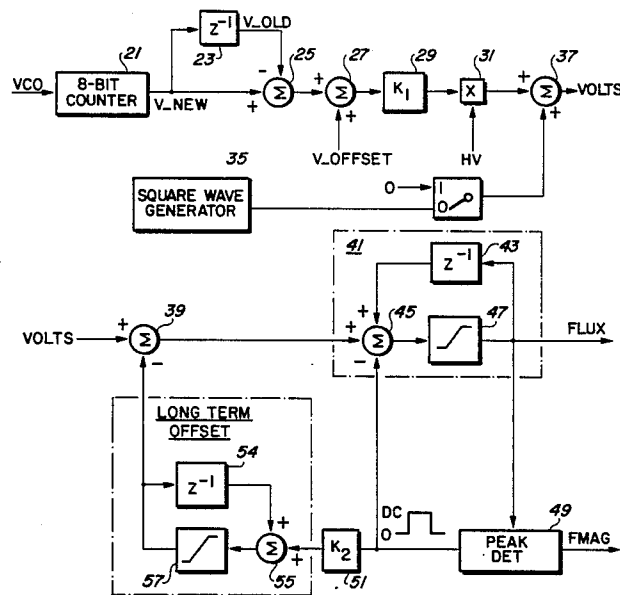 21
23
25
27
29
31
37
VCO
8-BIT
COUNTER
Z⁻¹
V_OLD
V_NEW
Σ
Σ
K₁
X
Σ
VOLTS
- + + + + +
V_OFFSET
HV
35
SQUARE WAVE
GENERATOR
0
1
0
41
43
Z⁻¹
39
45
47
VOLTS
+ Σ -
+ + Σ -
FLUX
LONG TERM
OFFSET
54
Z⁻¹
57
+ Σ +
55
K₂
51
DC
0
49
PEAK
DET
FMAG